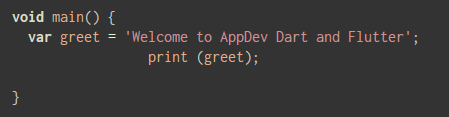 void main() {
var greet = 'Welcome to AppDev Dart and Flutter';
print (greet);
}